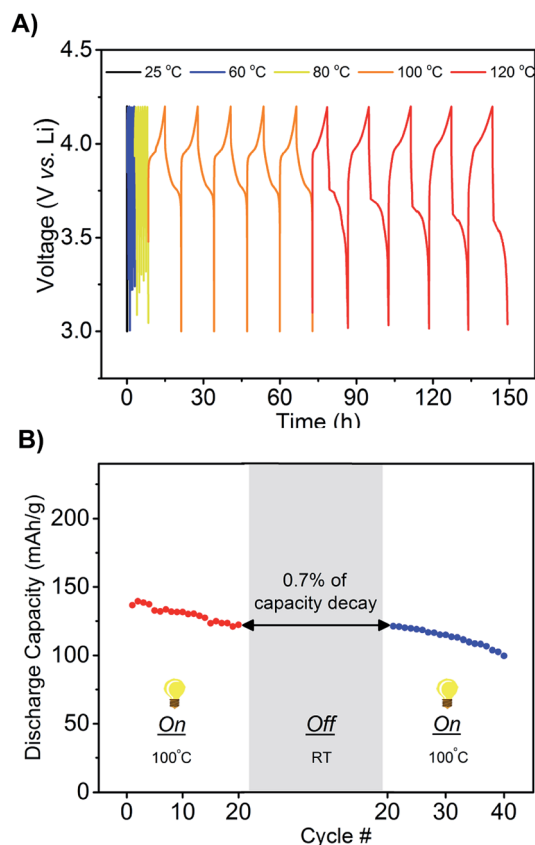 A)
4.5
25 °C 60 °C 80 °C 100 °C 120 °C
4.0
3.5
3.0
Voltage (V vs. Li)
0 30 60 90 120 150
Time (h)
B)
200
150
100
50
0
Discharge Capacity (mAh/g)
0.7% of
capacity decay
On Off On
100°C RT 100°C
0 10 20 20 30 40
Cycle #